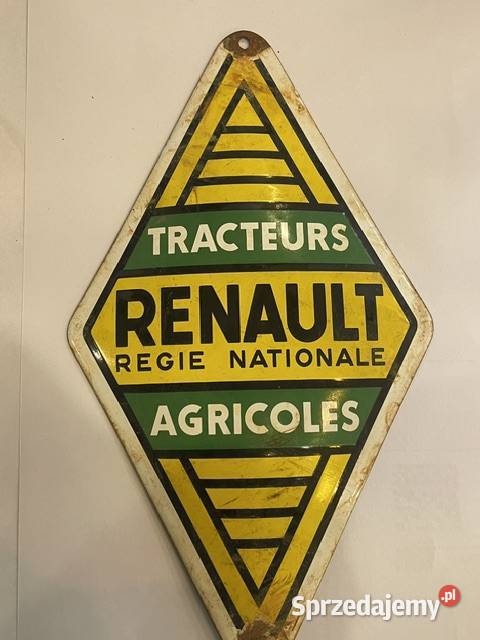 TRACTEURS
RENAULT
REGIE NATIONALE
AGRICOLES
Sprzedajemy.pl